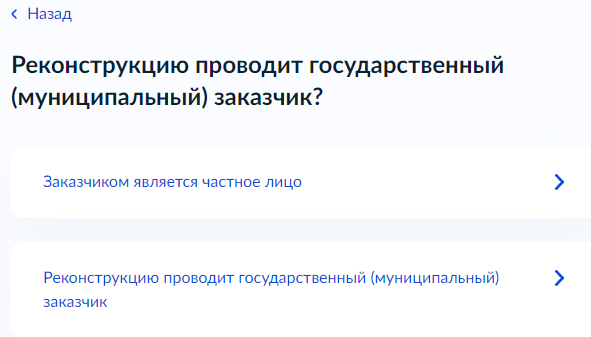 Назад
Реконструкцию проводит государственный
(муниципальный) заказчик?
Заказчиком является частное лицо
Реконструкцию проводит государственный (муниципальный)
заказчик